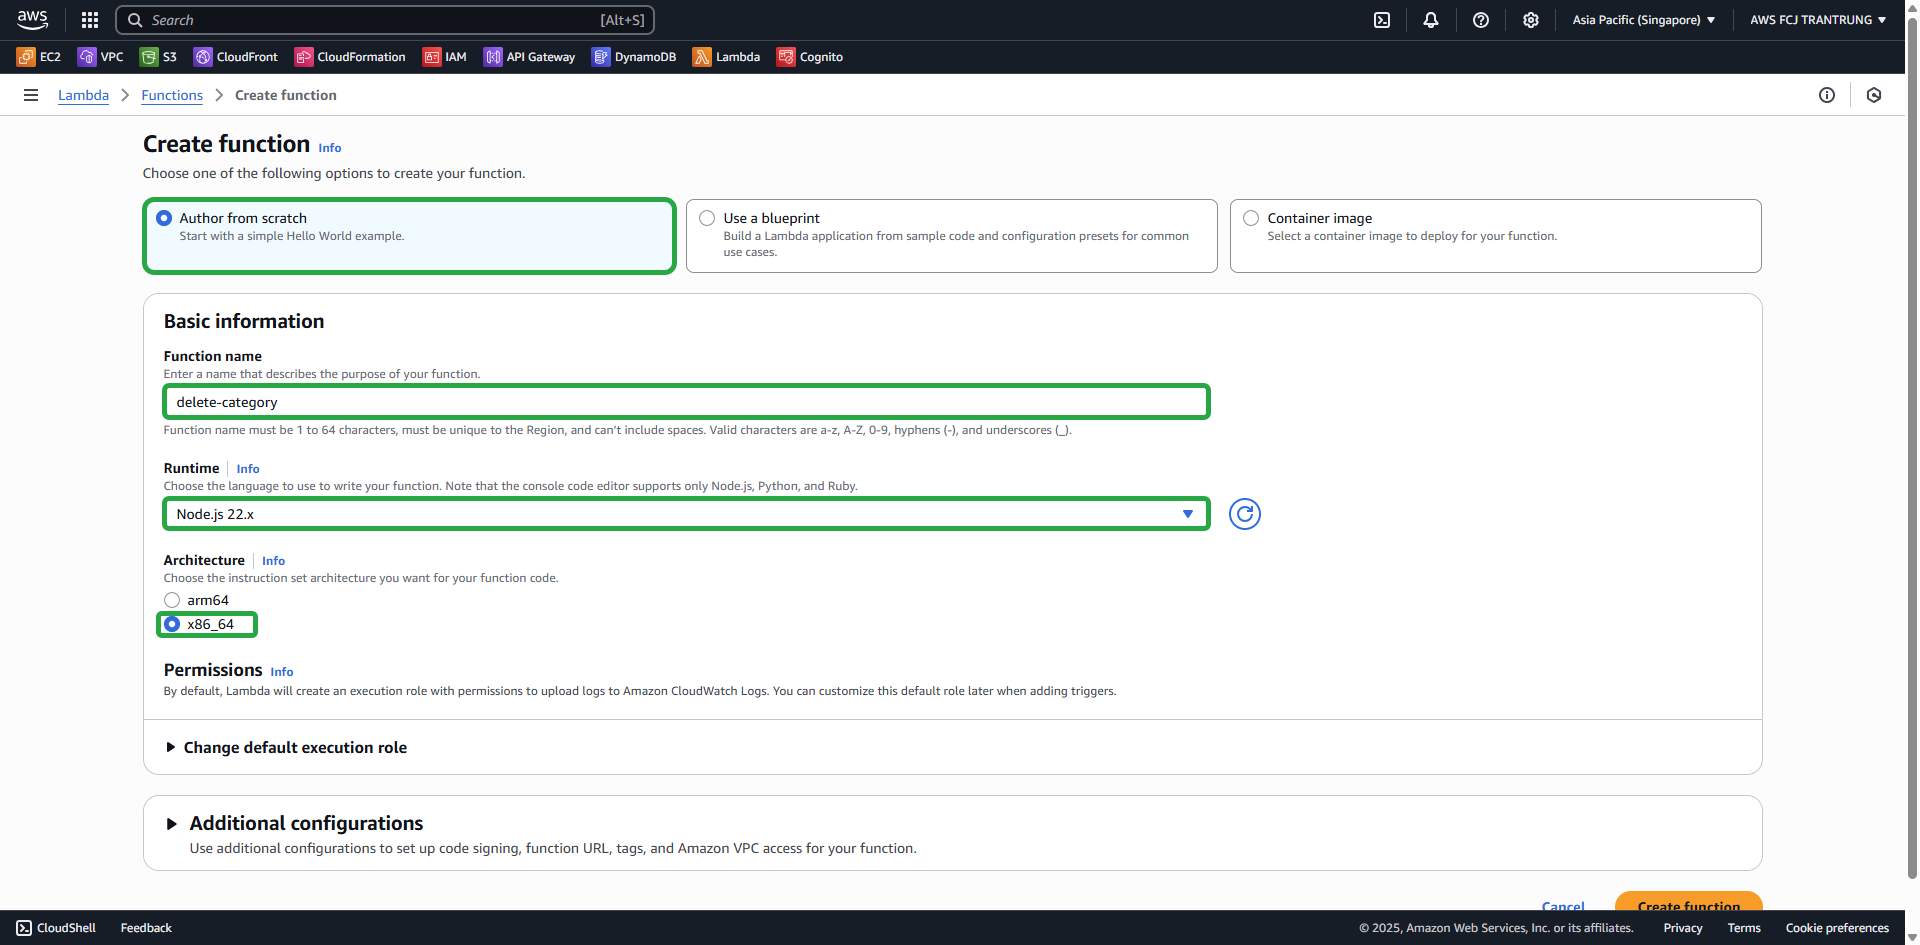 aws
Search [Alt+S]
Asia Pacific (Singapore)
AWS FCJ TRANTRUNG
EC2 VPC S3 CloudFront CloudFormation IAM API Gateway DynamoDB Lambda Cognito
Lambda Functions Create function
Create function Info
Choose one of the following options to create your function.
Author from scratch
Start with a simple Hello World example.
Use a blueprint
Build a Lambda application from sample code and configuration presets for common
use cases.
Container image
Select a container image to deploy for your function.
Basic information
Function name
Enter a name that describes the purpose of your function.
delete-category
Function name must be 1 to 64 characters, must be unique to the Region, and can't include spaces. Valid characters are a-z, A-Z, 0-9, hyphens (-), and underscores (_).
Runtime Info
Choose the language to use to write your function. Note that the console code editor supports only Node.js, Python, and Ruby.
Node.js 22.x
Architecture Info
Choose the instruction set architecture you want for your function code.
arm64
x86_64
Permissions Info
By default, Lambda will create an execution role with permissions to upload logs to Amazon CloudWatch Logs. You can customize this default role later when adding triggers.
Change default execution role
Additional configurations
Use additional configurations to set up code signing, function URL, tags, and Amazon VPC access for your function.
Cancel Create function
CloudShell Feedback © 2025, Amazon Web Services, Inc. or its affiliates. Privacy Terms Cookie preferences